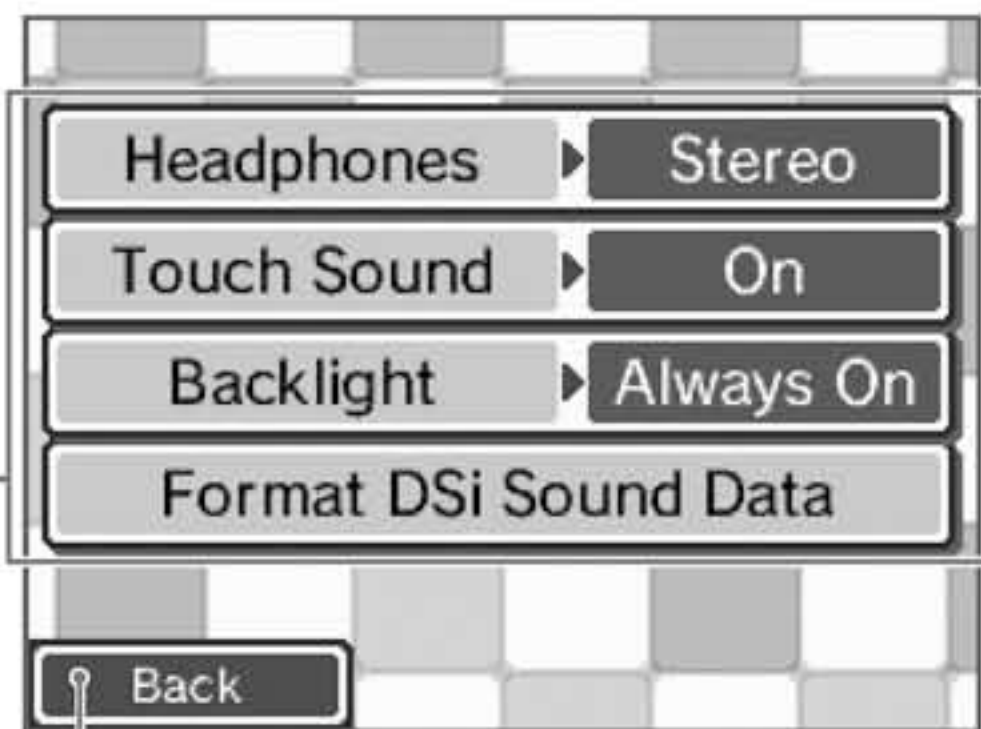 Headphones Stereo
Touch Sound On
Backlight Always On
Format DSi Sound Data
Back